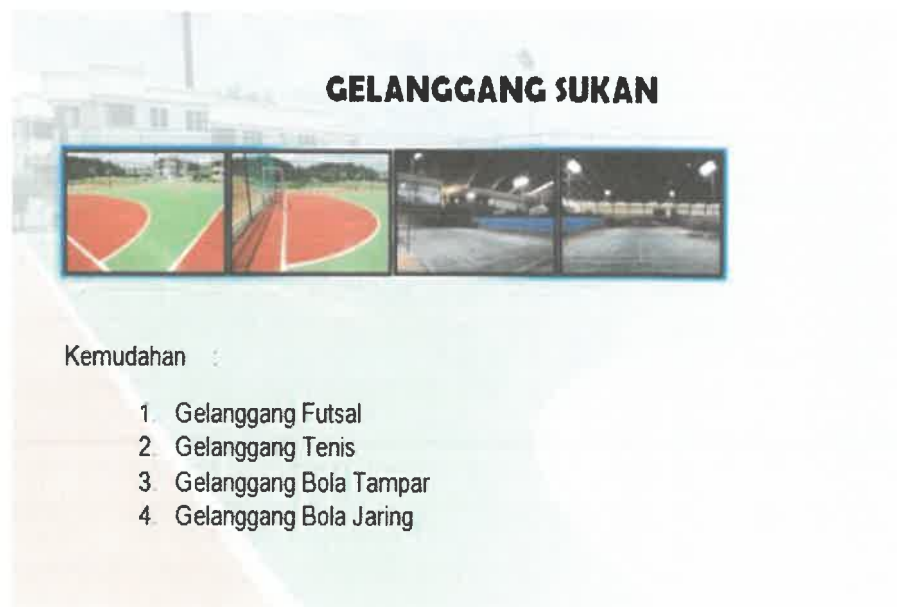 GELANGGANG SUKAN
Kemudahan :
1. Gelanggang Futsal
2. Gelanggang Tenis
3. Gelanggang Bola Tampar
4. Gelanggang Bola Jaring